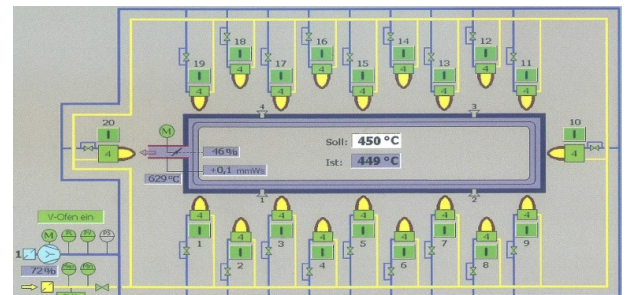 18 16 14 12
19 17 15 13 11
I I I I
4 4 4 4
I I I I I
4 4 4 4 4
4 3
20 M 10
I Soll: 450 °C I
4 46 % 4
Ist: 449 °C
+0,1 mmWs
629 °C
1 2
V-Ofen ein
4 4 4 4 4
I I I I I
4 4 4 4
1 3 5 7 9
I I I I
M
1
2 4 6 8
72 %